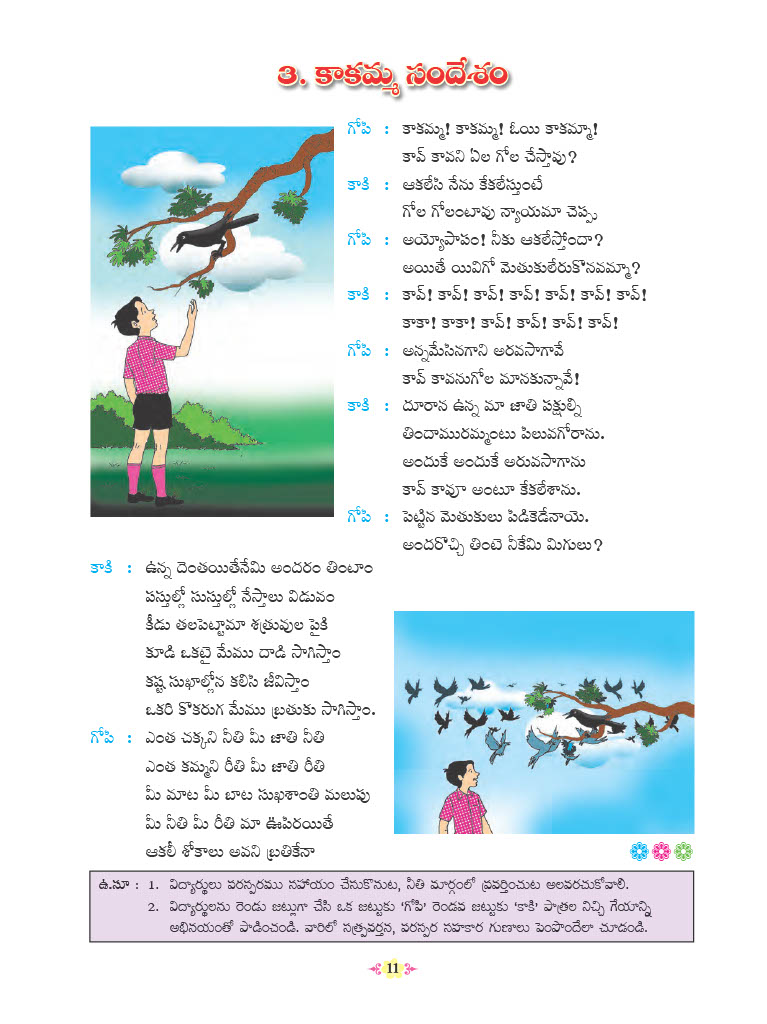 3. కాకమ్మ సందేశం
గోపి : కాకమ్మ! కాకమ్మ! ఓయి కాకమ్మా!
కావ్ కావని ఏల గోల చేస్తావు?
కాకి : ఆకలేసి నేను కేకలేస్తుంటే
గోల గోలంటావు న్యాయమా చెప్పు
గోపి : అయ్యోపాపం! నీకు ఆకలేస్తోందా?
అయితే యివిగో మెతుకులేరుకొనవమ్మా?
కాకి : కావ్! కావ్! కావ్! కావ్! కావ్! కావ్! కావ్!
కాకా! కాకా! కావ్! కావ్! కావ్! కావ్!
గోపి : అన్నమేసినగాని అరవసాగావే
కావ్ కావనుగోల మానకున్నావే!
కాకి : దూరాన ఉన్న మా జాతి పక్షుల్ని
తిందామురమ్మంటు పిలువగోరాను.
అందుకే అందుకే అరువసాగాను
కావ్ కావూ అంటూ కేకలేశాను.
గోపి : పెట్టిన మెతుకులు పిడికెడేనాయె.
అందరొచ్చి తింటె నీకేమి మిగులు?
కాకి : ఉన్న దెంతయితేనేమి అందరం తింటాం
పస్తుల్లో సుస్తుల్లో నేస్తాలు విడువం
కీడు తలపెట్టామా శత్రువుల పైకి
కూడి ఒకటై మేము దాడి సాగిస్తాం
కష్ట సుఖాల్లోన కలిసి జీవిస్తాం
ఒకరి కొకరుగ మేము బ్రతుకు సాగిస్తాం.
గోపి : ఎంత చక్కని నీతి మీ జాతి నీతి
ఎంత కమ్మని రీతి మీ జాతి రీతి
మీ మాట మీ బాట సుఖశాంతి మలుపు
మీ నీతి మీ రీతి మా ఊపిరయితే
ఆకలీ శోకాలు అవని బ్రతికేనా
ఉ.సూ : 1. విద్యార్థులు పరస్పరము సహాయం చేసుకొనుట, నీతి మార్గంలో ప్రవర్తించుట అలవరచుకోవాలి.
2. విద్యార్థులను రెండు జట్లుగా చేసి ఒక జట్టుకు ‘గోపి’ రెండవ జట్టుకు ‘కాకి’ పాత్రల నిచ్చి గేయాన్ని
అభినయంతో పాడించండి. వారిలో సత్ప్రవర్తన, పరస్పర సహకార గుణాలు పెంపొందేలా చూడండి.
11